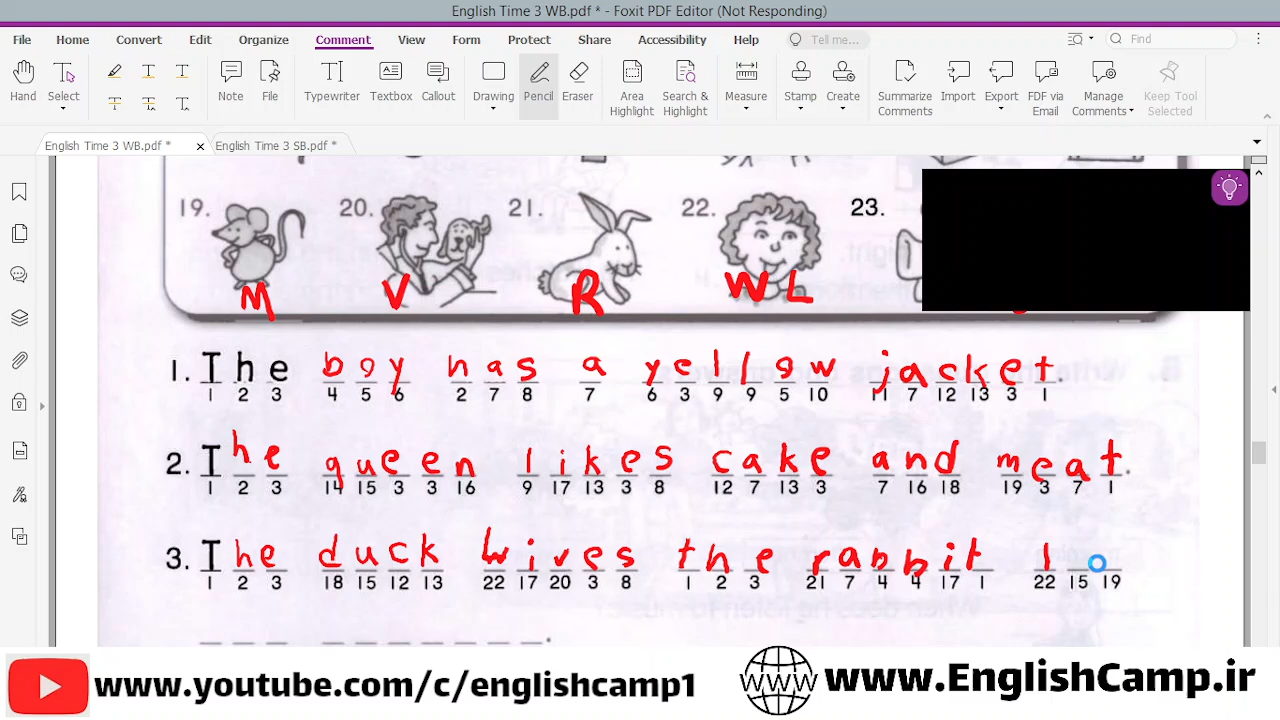 English Time 3 WB.pdf * - Foxit PDF Editor (Not Responding)
File Home Convert Edit Organize Comment View Form Protect Share Accessibility Help Tell me... Find
Hand Select Note File Typewriter Textbox Callout Drawing Pencil Eraser Area Highlight Search & Highlight Measure Stamp Create Summarize Comments Import Export FDF via Email Manage Comments Keep Tool Selected
English Time 3 WB.pdf * English Time 3 SB.pdf *
19. 20. 21. 22. 23.
M V R W L
1. The boy has a yellow jacket.
1 2 3 4 5 6 2 7 8 7 6 3 9 9 5 10 11 7 12 13 3 1
2. The queen likes cake and meat.
1 2 3 14 15 3 3 16 9 17 13 3 8 12 7 13 3 7 16 18 19 3 7 1
3. The duck wives the rabbit l
1 2 3 18 15 12 13 22 17 20 3 8 1 2 3 21 7 4 4 17 1 22 15 19
www.youtube.com/c/englishcamp1 www www.EnglishCamp.ir